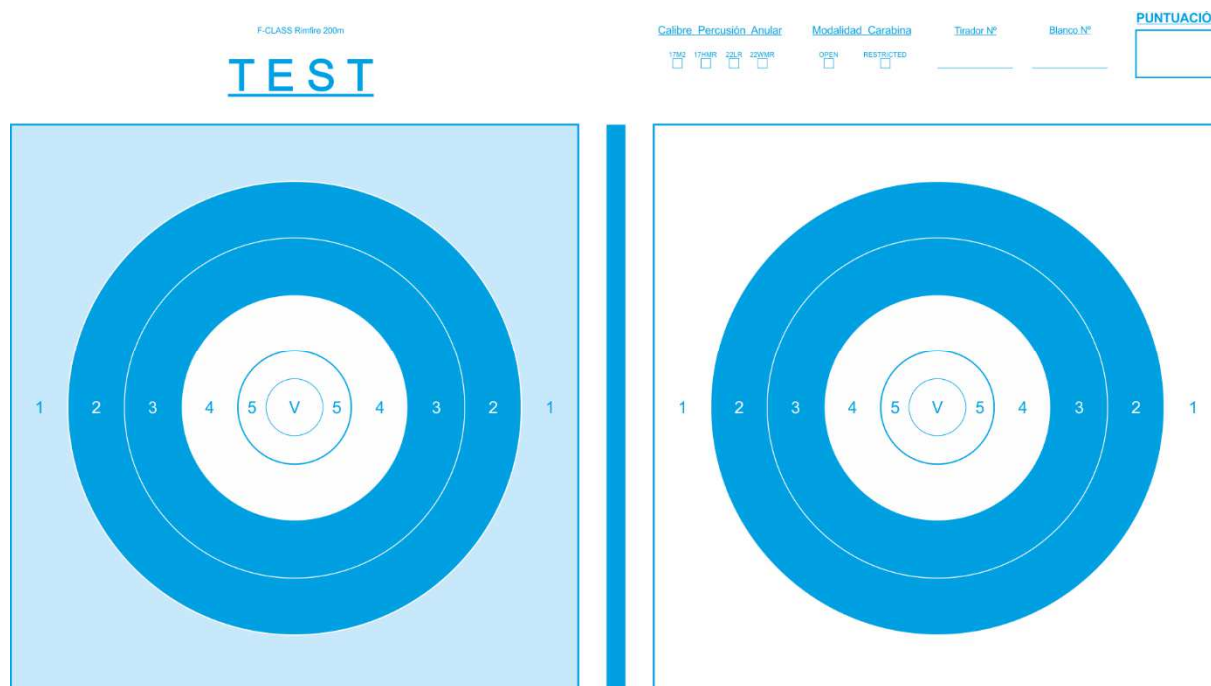 F-CLASS Rimfire 200m
TEST
Calibre Percusión Anular
17M2 17HMR 22LR 22WMR
Modalidad Carabina
OPEN RESTRICTED
Tirador Nº
Blanco Nº
PUNTUACIÓ
1 2 3 4 5 V 5 4 3 2 1
1 2 3 4 5 V 5 4 3 2 1